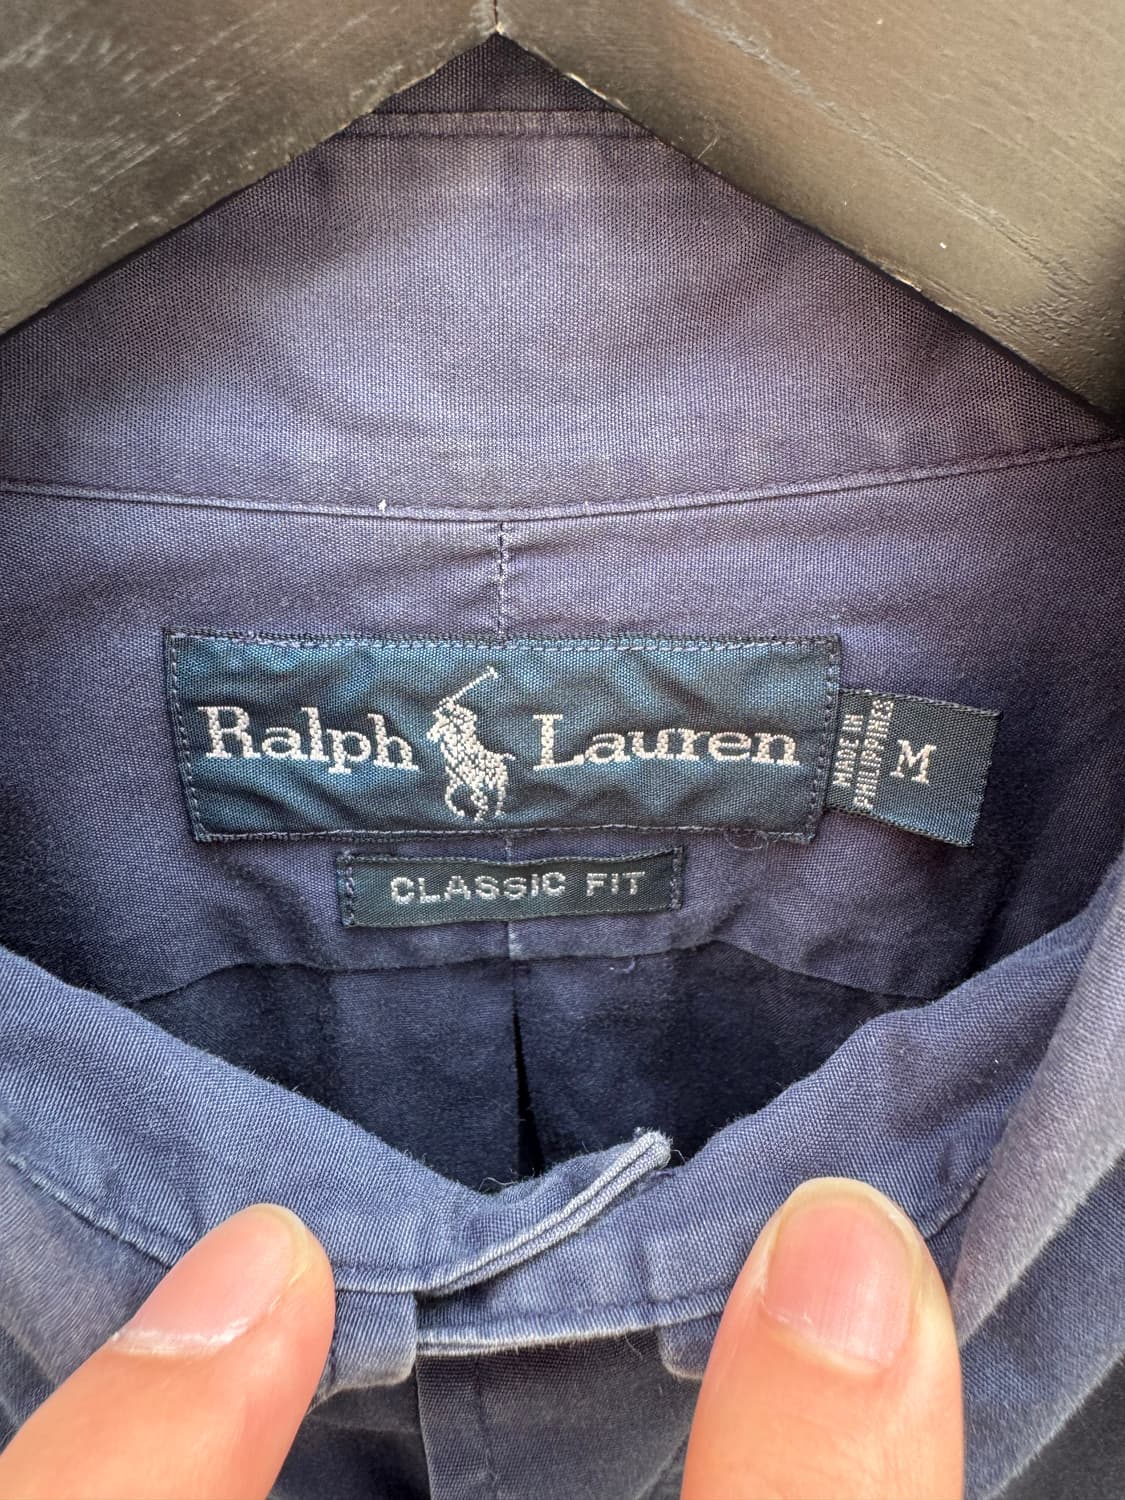 Ralph Lauren
MADE IN
PHILIPPINES
M
CLASSIC FIT